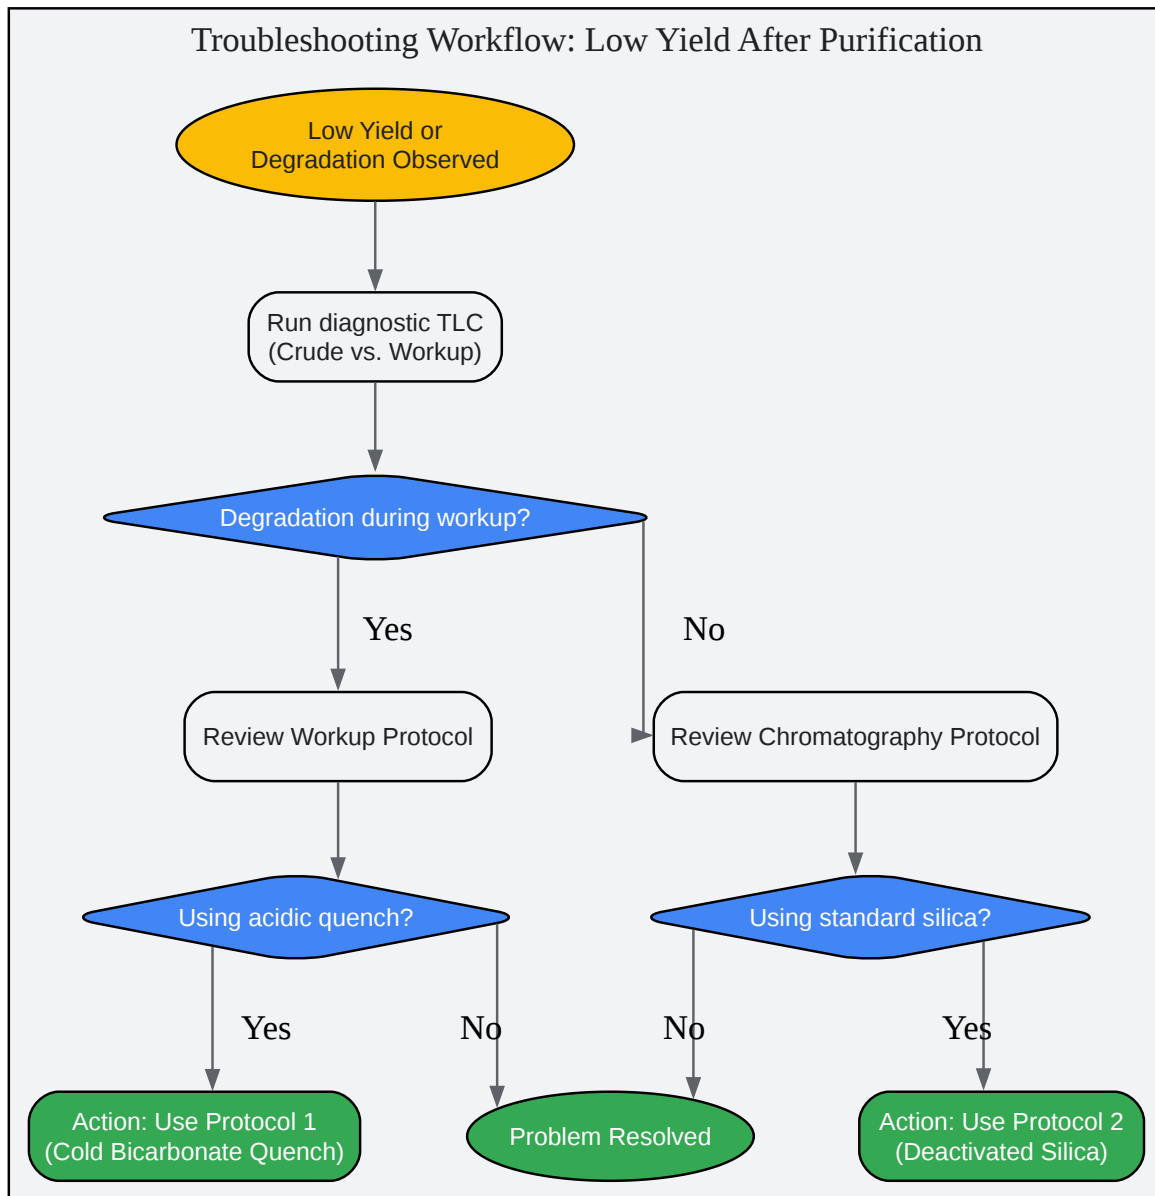 Troubleshooting Workflow: Low Yield After Purification
Low Yield or
Degradation Observed
Run diagnostic TLC
(Crude vs. Workup)
Degradation during workup?
Yes
No
Review Workup Protocol
Review Chromatography Protocol
Using acidic quench?
Using standard silica?
Yes
No
No
Yes
Action: Use Protocol 1
(Cold Bicarbonate Quench)
Problem Resolved
Action: Use Protocol 2
(Deactivated Silica)